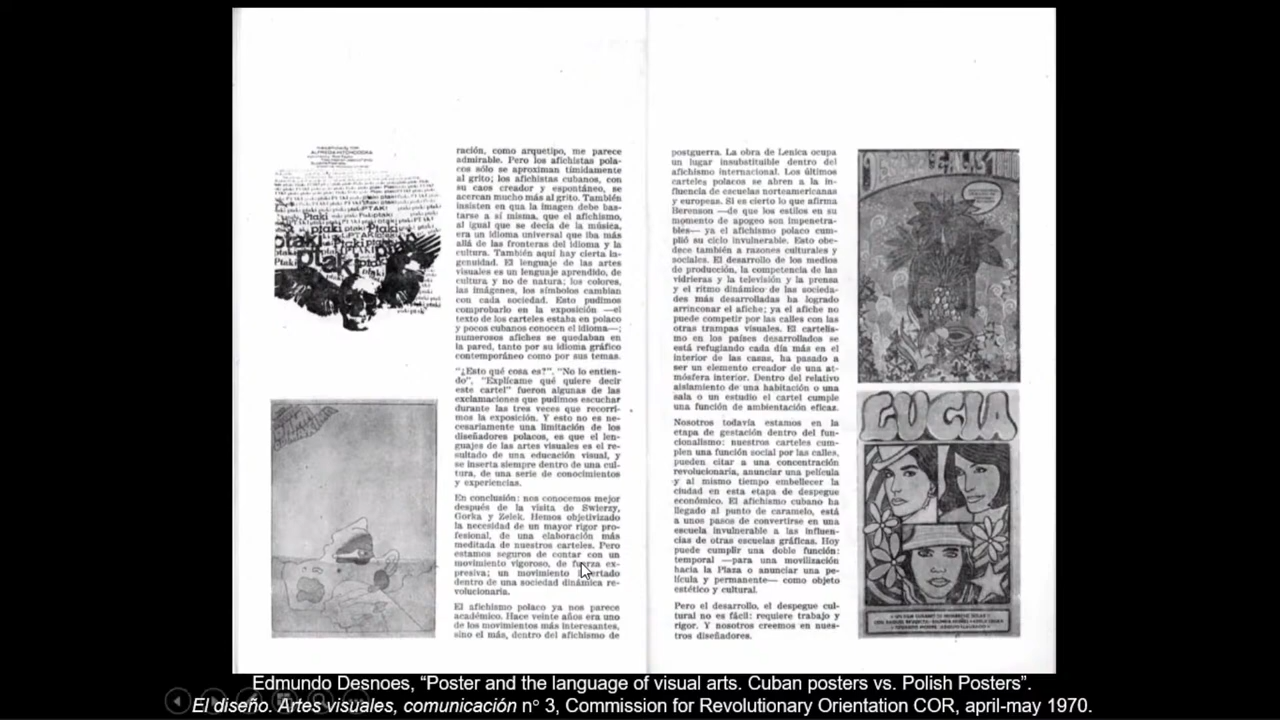 ración, como arquetipo, me parece
admirable. Pero los afichistas pola-
cos sólo se aproximan tímidamente
al grito; los afichistas cubanos, con
su caos creador y espontáneo, se
acercan mucho más al grito. También
insisten en que la imagen debe bas-
tarse a sí misma, que el afichismo,
al igual que se decía de la música,
era un idioma universal que iba más
allá de las fronteras del idioma y la
cultura. También aquí hay cierta in-
genuidad. El lenguaje de las artes
visuales es un lenguaje aprendido, de
cultura y no de natura; los colores,
las imágenes, los símbolos cambian
con cada sociedad. Esto pudimos
comprobarlo en la exposición —el
texto de los carteles estaba en polaco
y pocos cubanos conocen el idioma—;
numerosos afiches se quedaban en
la pared, tanto por su idioma gráfico
contemporáneo como por sus temas.
"¿Esto qué cosa es?", "No lo entien-
do", "Explícame qué quiere decir
este cartel" fueron algunas de las
exclamaciones que pudimos escuchar
durante las tres veces que recorri-
mos la exposición. Y esto no es ne-
cesariamente una limitación de los
diseñadores polacos, es que el len-
guajes de las artes visuales es el re-
sultado de una educación visual, y
se inserta siempre dentro de una cul-
tura, de una serie de conocimientos
y experiencias.
En conclusión: nos conocemos mejor
después de la visita de Swierzy,
Gorka y Zelek. Hemos objetivizado
la necesidad de un mayor rigor pro-
fesional, de una elaboración más
meditada de nuestros carteles. Pero
estamos seguros de contar con un
movimiento vigoroso, de fuerza ex-
presiva; un movimiento
dentro de una sociedad dinámica re-
volucionaria.
El afichismo polaco ya nos parece
académico. Hace veinte años era uno
de los movimientos más interesantes,
sino el más, dentro del afichismo de
postguerra. La obra de Lenica ocupa
un lugar insubstituible dentro del
afichismo internacional. Los últimos
carteles polacos se abren a la in-
fluencia de escuelas norteamericanas
y europeas. Si es cierto lo que afirma
Berenson —de que los estilos en su
momento de apogeo son impenetra-
bles— ya el afichismo polaco cum-
plió su ciclo invulnerable. Esto obe-
dece también a razones culturales y
sociales. El desarrollo de los medios
de producción, la competencia de las
vidrieras y la televisión y la prensa
y el ritmo dinámico de las socieda-
des más desarrolladas ha logrado
arrinconar el afiche; ya el afiche no
puede competir por las calles con las
otras trampas visuales. El cartelis-
mo en los países desarrollados se
está refugiando cada día más en el
interior de las casas, ha pasado a
ser un elemento creador de una at-
mósfera interior. Dentro del relativo
aislamiento de una habitación o una
sala o un estudio el cartel cumple
una función de ambientación eficaz.
Nosotros todavía estamos en la
etapa de gestación dentro del fun-
cionalismo: nuestros carteles cum-
plen una función social por las calles,
pueden citar a una concentración
revolucionaria, anunciar una película
y al mismo tiempo embellecer la
ciudad en esta etapa de despegue
económico. El afichismo cubano ha
llegado al punto de caramelo, está
a unos pasos de convertirse en una
escuela invulnerable a las influen-
cias de otras escuelas gráficas. Hoy
puede cumplir una doble función:
temporal —para una movilización
hacia la Plaza o anunciar una pe-
lícula y permanente— como objeto
estético y cultural.
Pero el desarrollo, el despegue cul-
tural no es fácil: requiere trabajo y
rigor. Y nosotros creemos en nues-
tros diseñadores.
ptaki
LUCIA
Edmundo Desnoes, “Poster and the language of visual arts. Cuban posters vs. Polish Posters”.
El diseño. Artes visuales, comunicación n° 3, Commission for Revolutionary Orientation COR, april-may 1970.